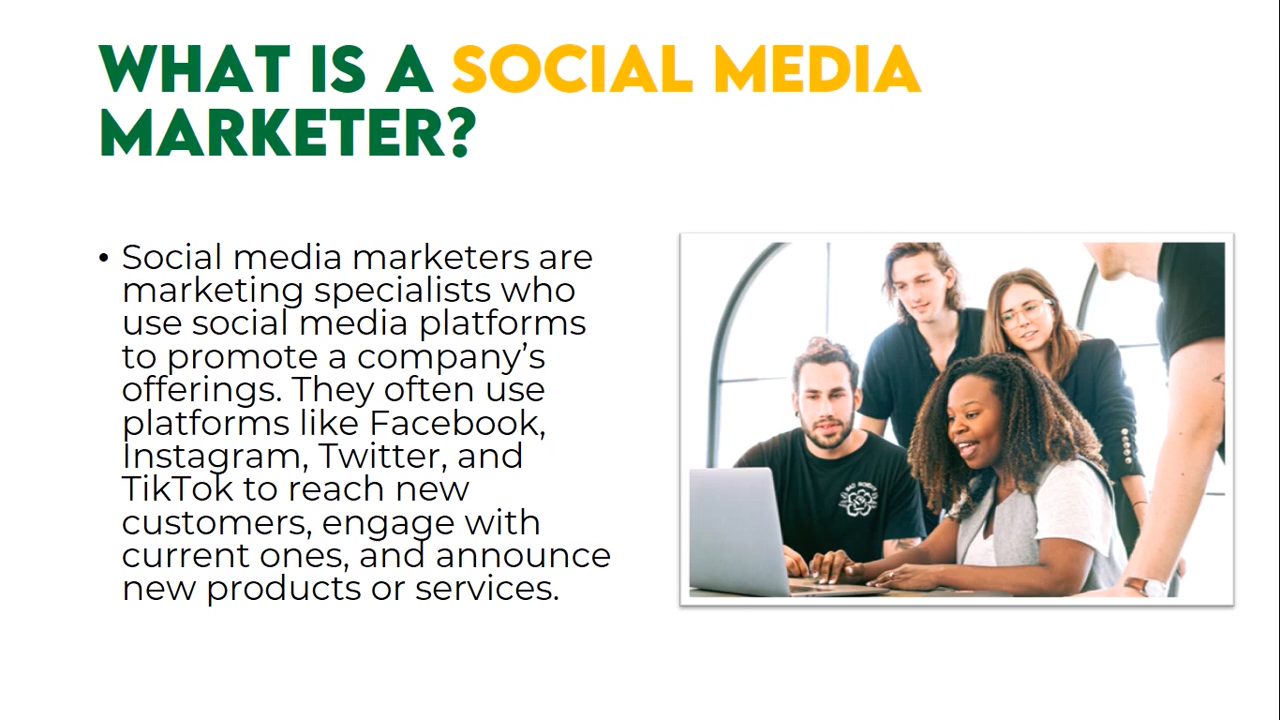 WHAT IS A SOCIAL MEDIA
MARKETER?
• Social media marketers are
marketing specialists who
use social media platforms
to promote a company’s
offerings. They often use
platforms like Facebook,
Instagram, Twitter, and
TikTok to reach new
customers, engage with
current ones, and announce
new products or services.